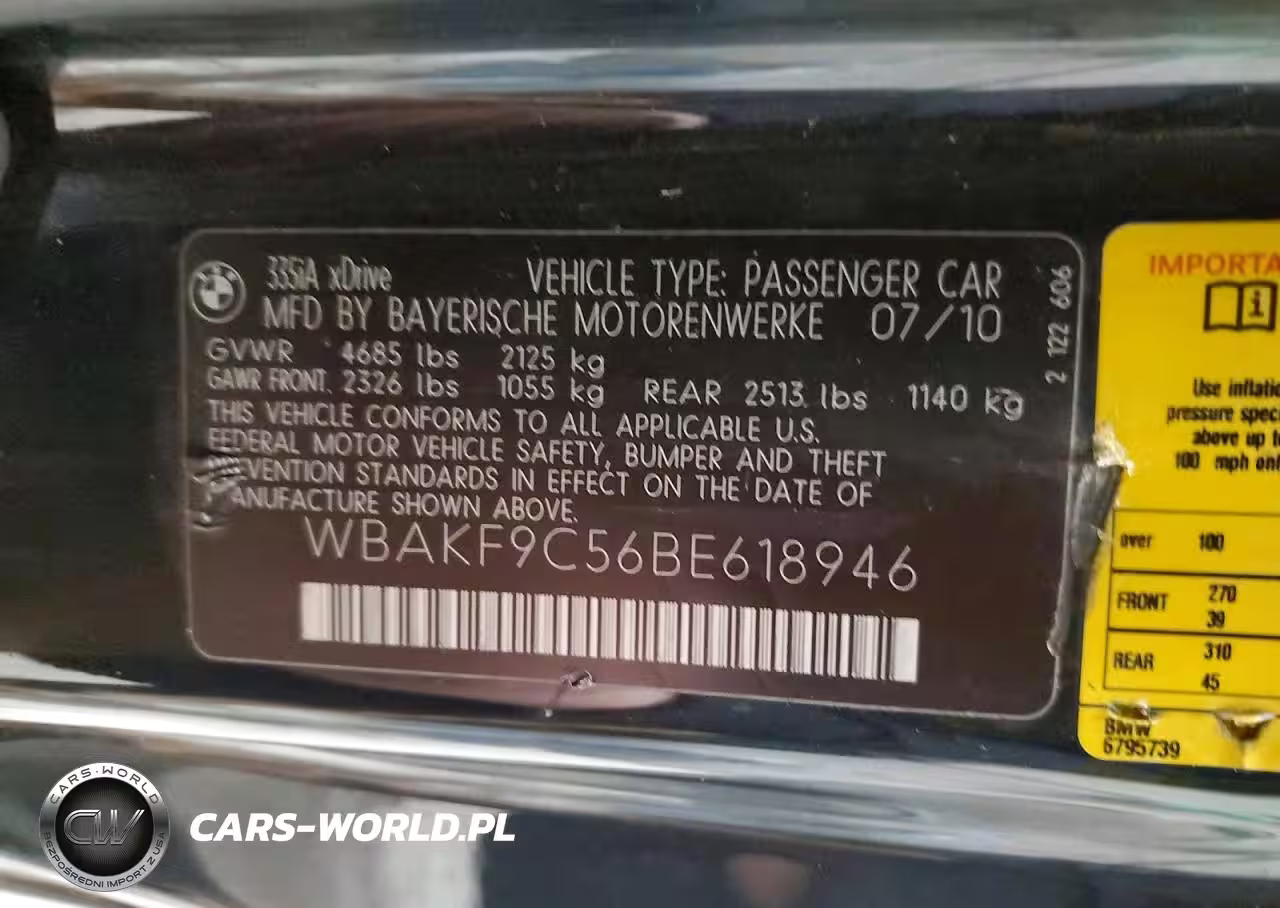 335iA xDrive VEHICLE TYPE: PASSENGER CAR
MFD BY BAYERISCHE MOTORENWERKE 07/10
GVWR 4685 lbs 2125 kg
GAWR FRONT. 2326 lbs 1055 kg REAR 2513 lbs 1140 kg
THIS VEHICLE CONFORMS TO ALL APPLICABLE U.S.
FEDERAL MOTOR VEHICLE SAFETY, BUMPER AND THEFT
EVENTION STANDARDS IN EFFECT ON THE DATE OF
ANUFACTURE SHOWN ABOVE.
WBAKF9C56BE618946
2 122 606
IMPORTA
Use inflatio
pressure spec
above up t
100 mph onl
over 100
FRONT 270
39
REAR 310
45
BMW
6795739
CARS-WORLD
CW
BEZPOŚREDNI IMPORT Z USA
CARS-WORLD.PL